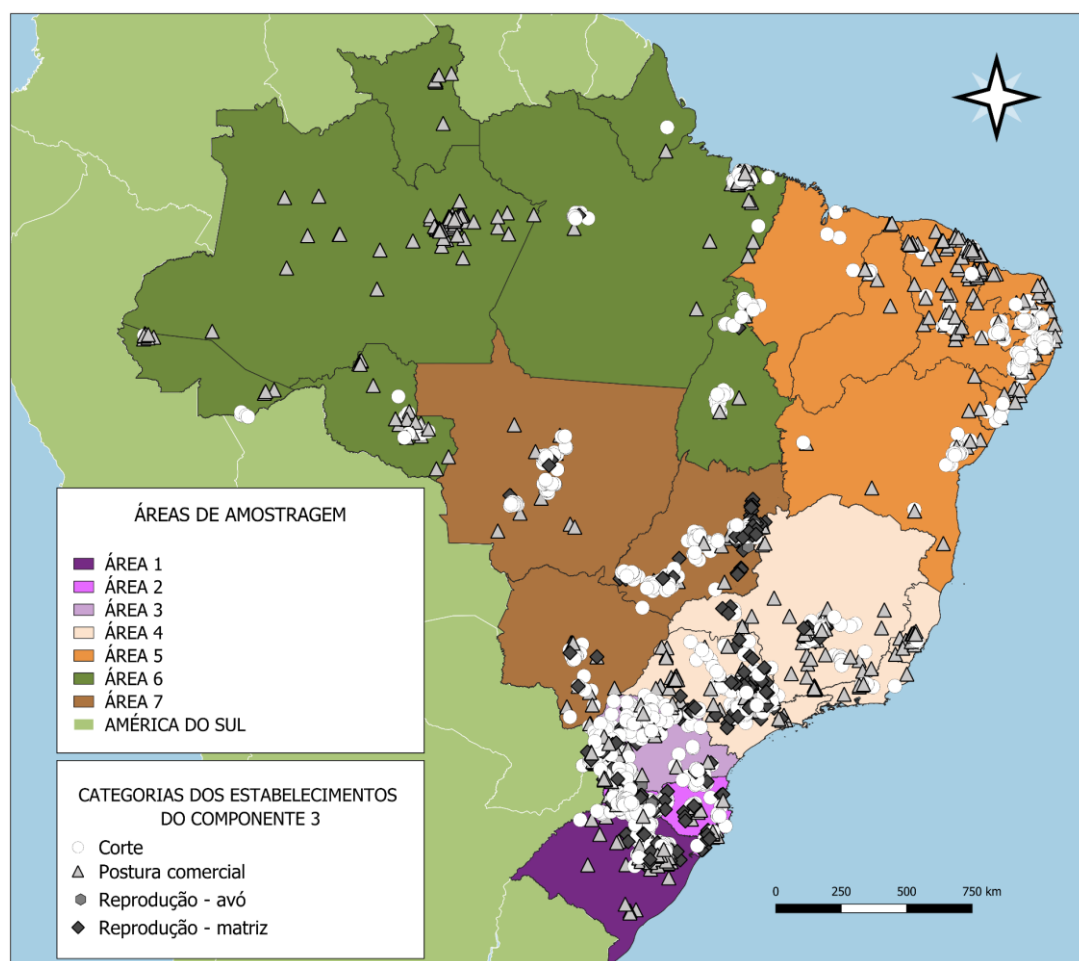 ÁREAS DE AMOSTRAGEM
ÁREA 1
ÁREA 2
ÁREA 3
ÁREA 4
ÁREA 5
ÁREA 6
ÁREA 7
AMÉRICA DO SUL
CATEGORIAS DOS ESTABELECIMENTOS
DO COMPONENTE 3
Corte
Postura comercial
Reprodução - avó
Reprodução - matriz
0 250 500 750 km